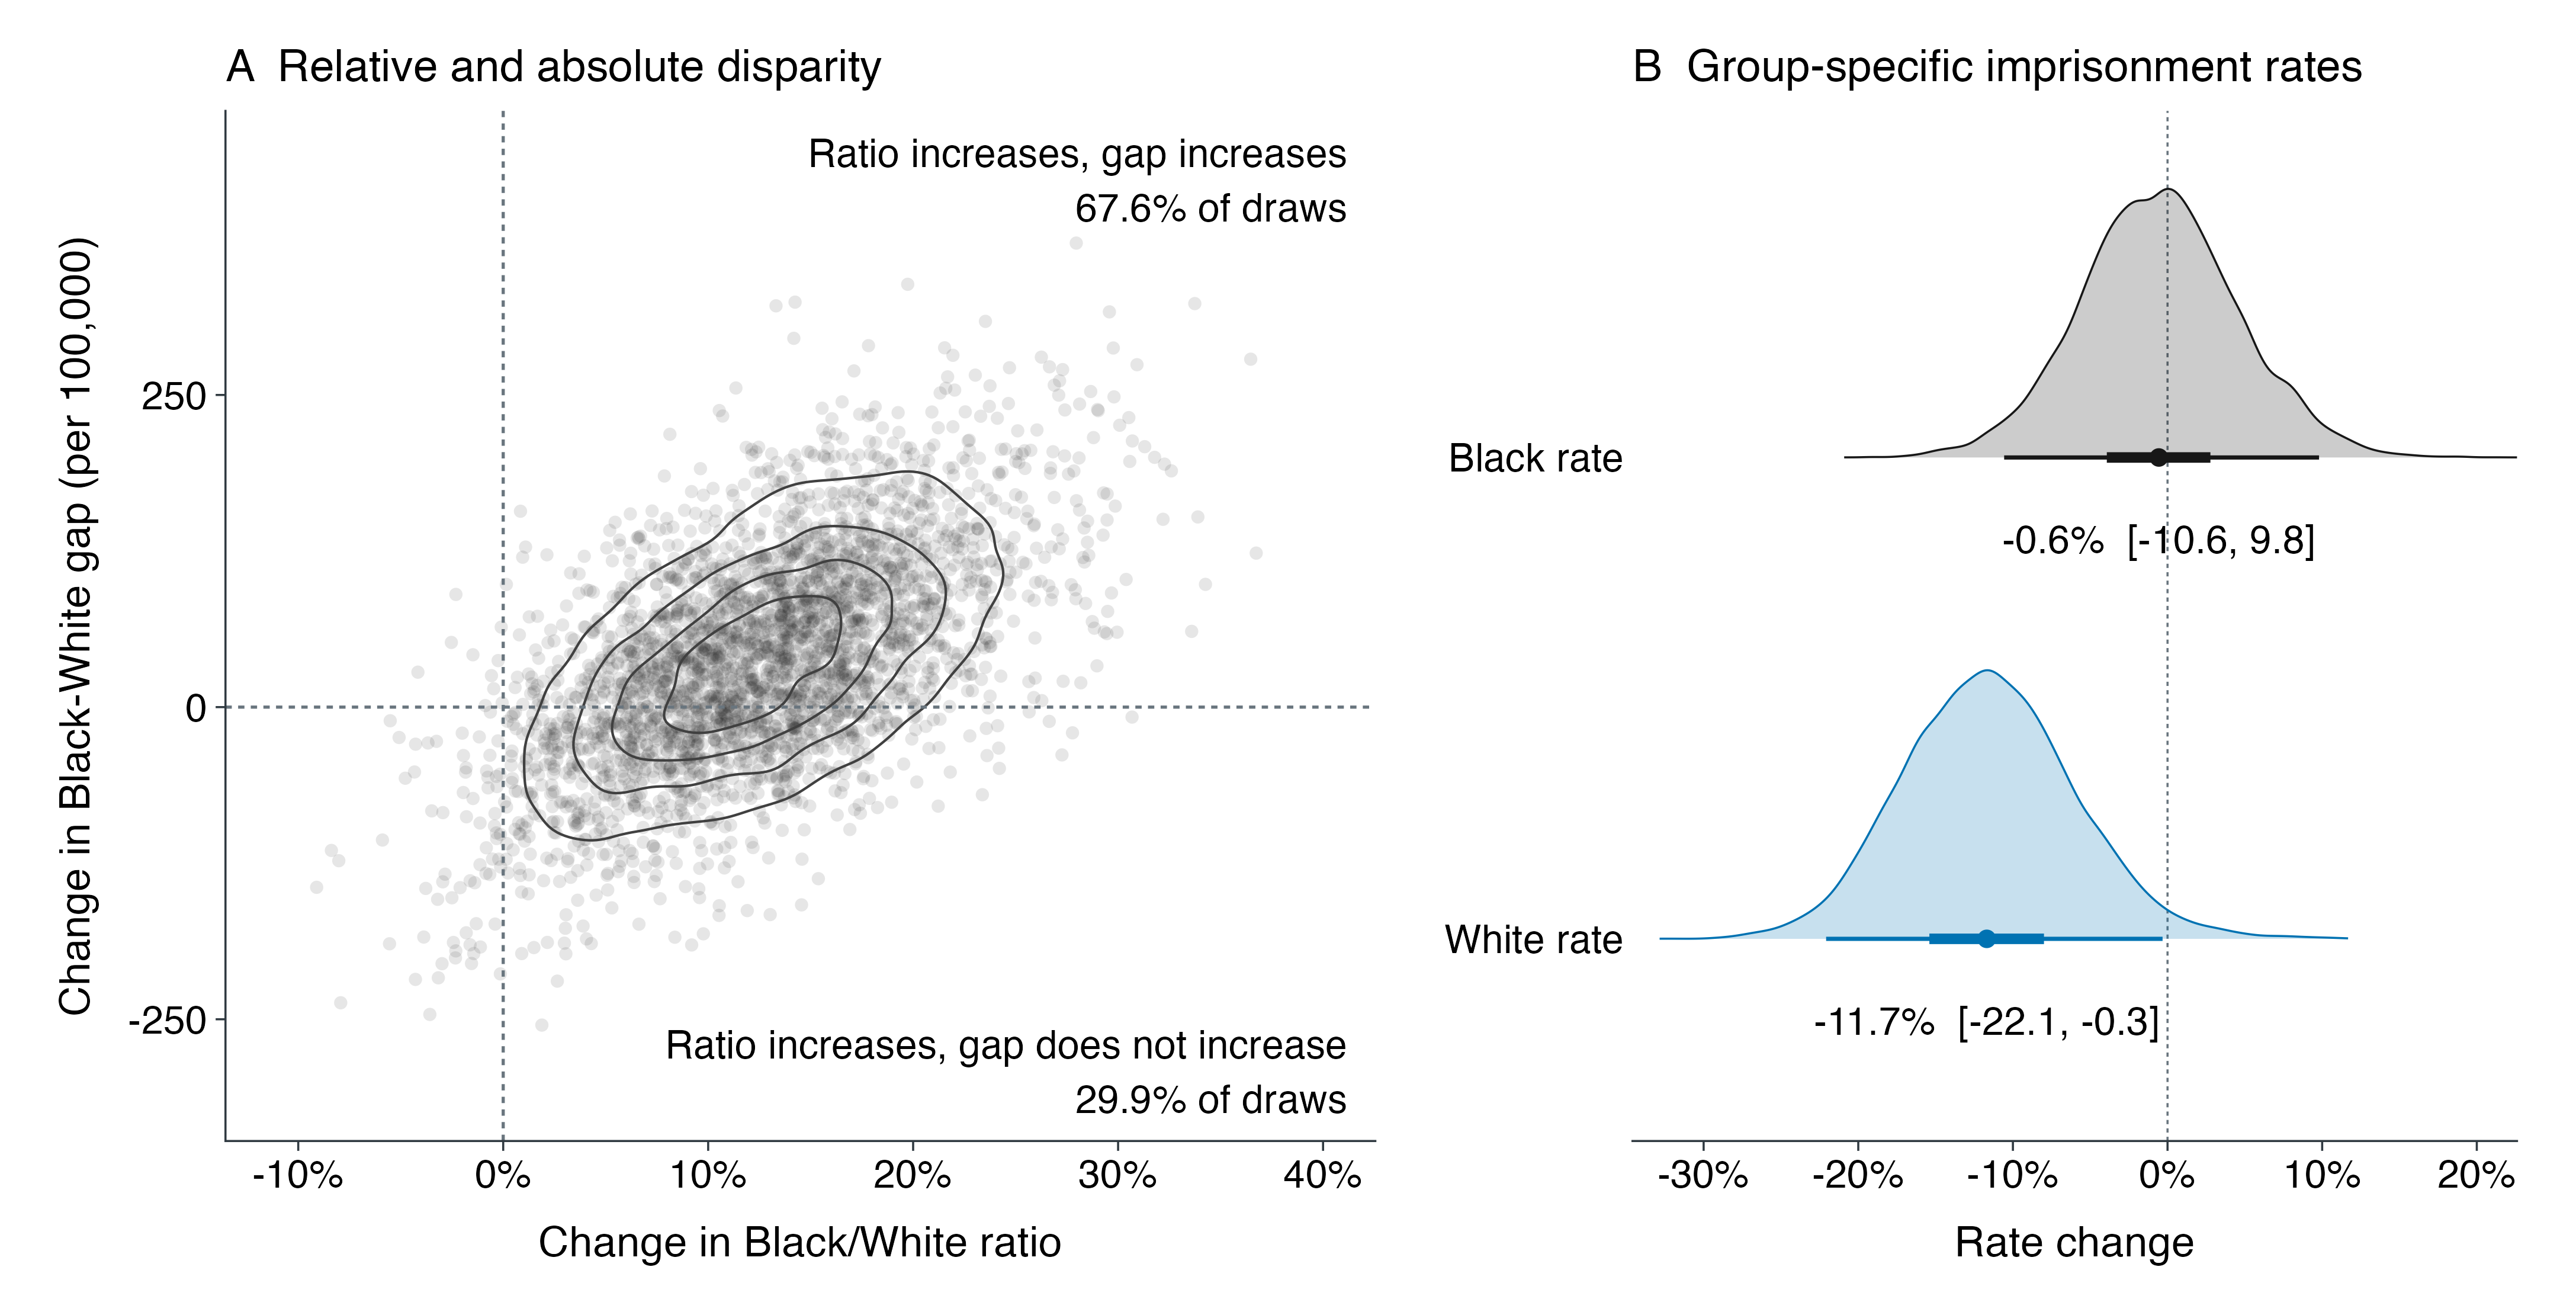 A Relative and absolute disparity
Change in Black-White gap (per 100,000)
250
0
-250
Ratio increases, gap increases
67.6% of draws
Ratio increases, gap does not increase
29.9% of draws
-10% 0% 10% 20% 30% 40%
Change in Black/White ratio
B Group-specific imprisonment rates
Black rate
-0.6% [-10.6, 9.8]
White rate
-11.7% [-22.1, -0.3]
-30% -20% -10% 0% 10% 20%
Rate change